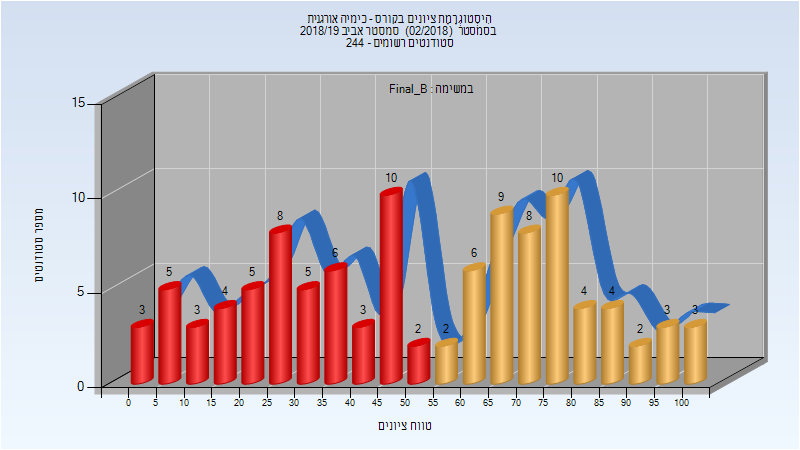 היסטוגרמת ציונים בקורס - כימיה אורגנית
בסמסטר (02/2018) סמסטר אביב 2018/19
סטודנטים רשומים - 244
במשימה : Final_B
מספר סטודנטים
15
10
5
0
3 5 3 4 5 8 5 6 3 10 2 2 6 9 8 10 4 4 2 3 3
0 5 10 15 20 25 30 35 40 45 50 55 60 65 70 75 80 85 90 95 100
טווח ציונים